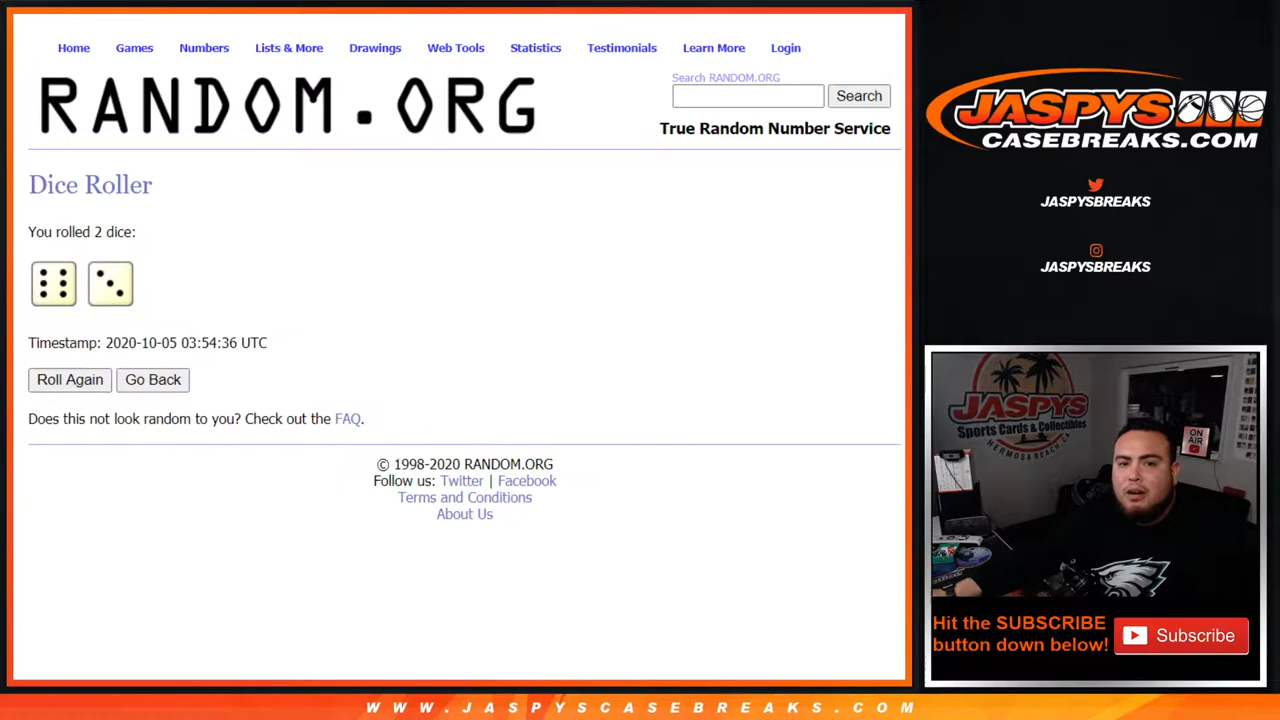 Home Games Numbers Lists & More Drawings Web Tools Statistics Testimonials Learn More Login
RANDOM.ORG
Search RANDOM.ORG
Search
True Random Number Service
Dice Roller
You rolled 2 dice:
Timestamp: 2020-10-05 03:54:36 UTC
Roll Again Go Back
Does this not look random to you? Check out the FAQ.
© 1998-2020 RANDOM.ORG
Follow us: Twitter | Facebook
Terms and Conditions
About Us
JASPYS
CASEBREAKS.COM
JASPYSBREAKS
JASPYSBREAKS
JASPYS
Sports Cards & Collectibles
HERMOSA BEACH, CA
ON AIR
Hit the SUBSCRIBE
button down below!
Subscribe
WWW.JASPYSCASEBREAKS.COM